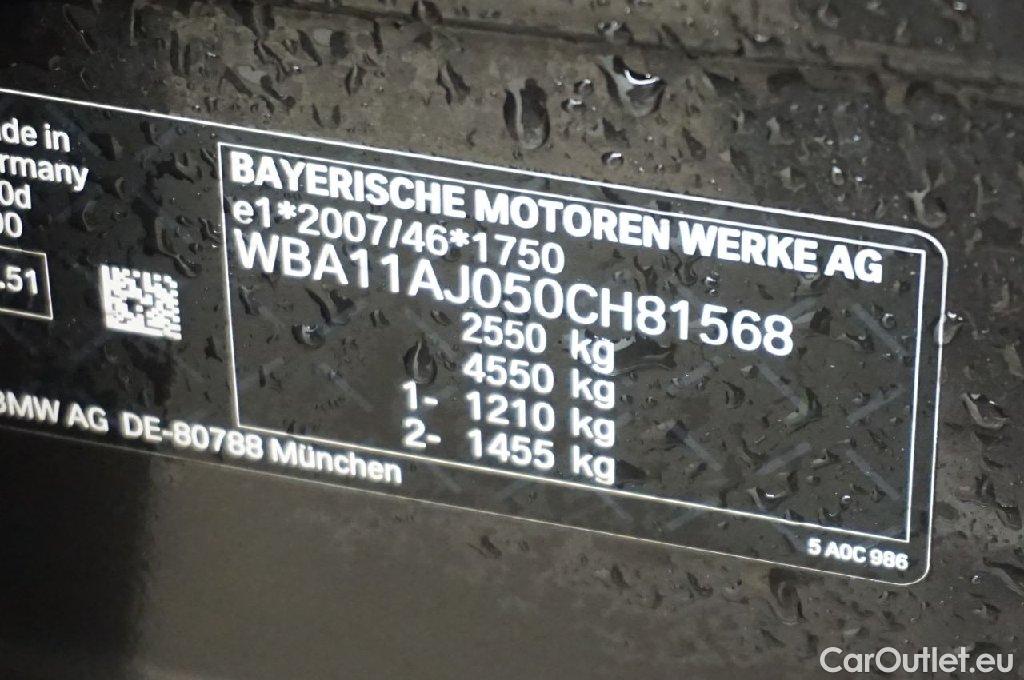 de in
rmany
0d
00
.51
BAYERISCHE MOTOREN WERKE AG
e1*2007/46*1750
WBA11AJ050CH81568
2550 kg
4550 kg
1- 1210 kg
2- 1455 kg
BMW AG DE-80788 München
5 A0C 986
CarOutlet.eu